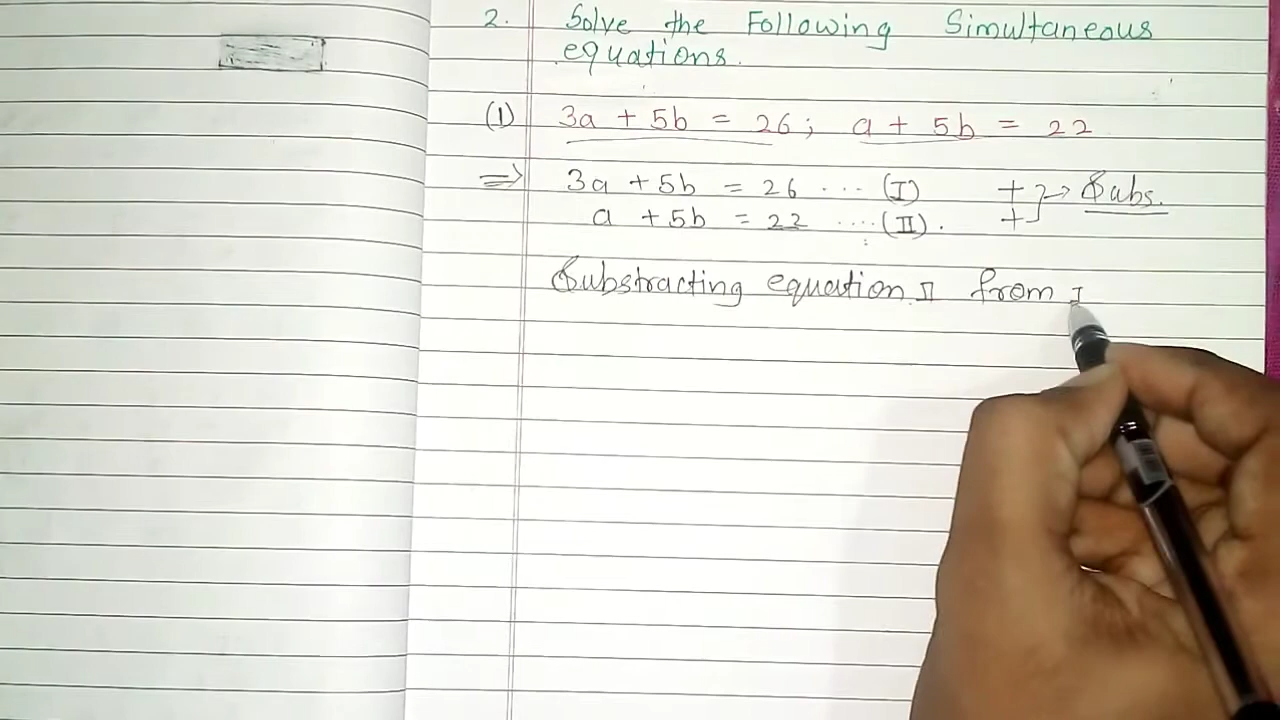 2. Solve the Following Simultaneous
equations.
(1) 3a + 5b = 26; a + 5b = 22
⇒ 3a + 5b = 26 ... (I) + → Subs.
a + 5b = 22 ....(II). +
Substracting equation II from I